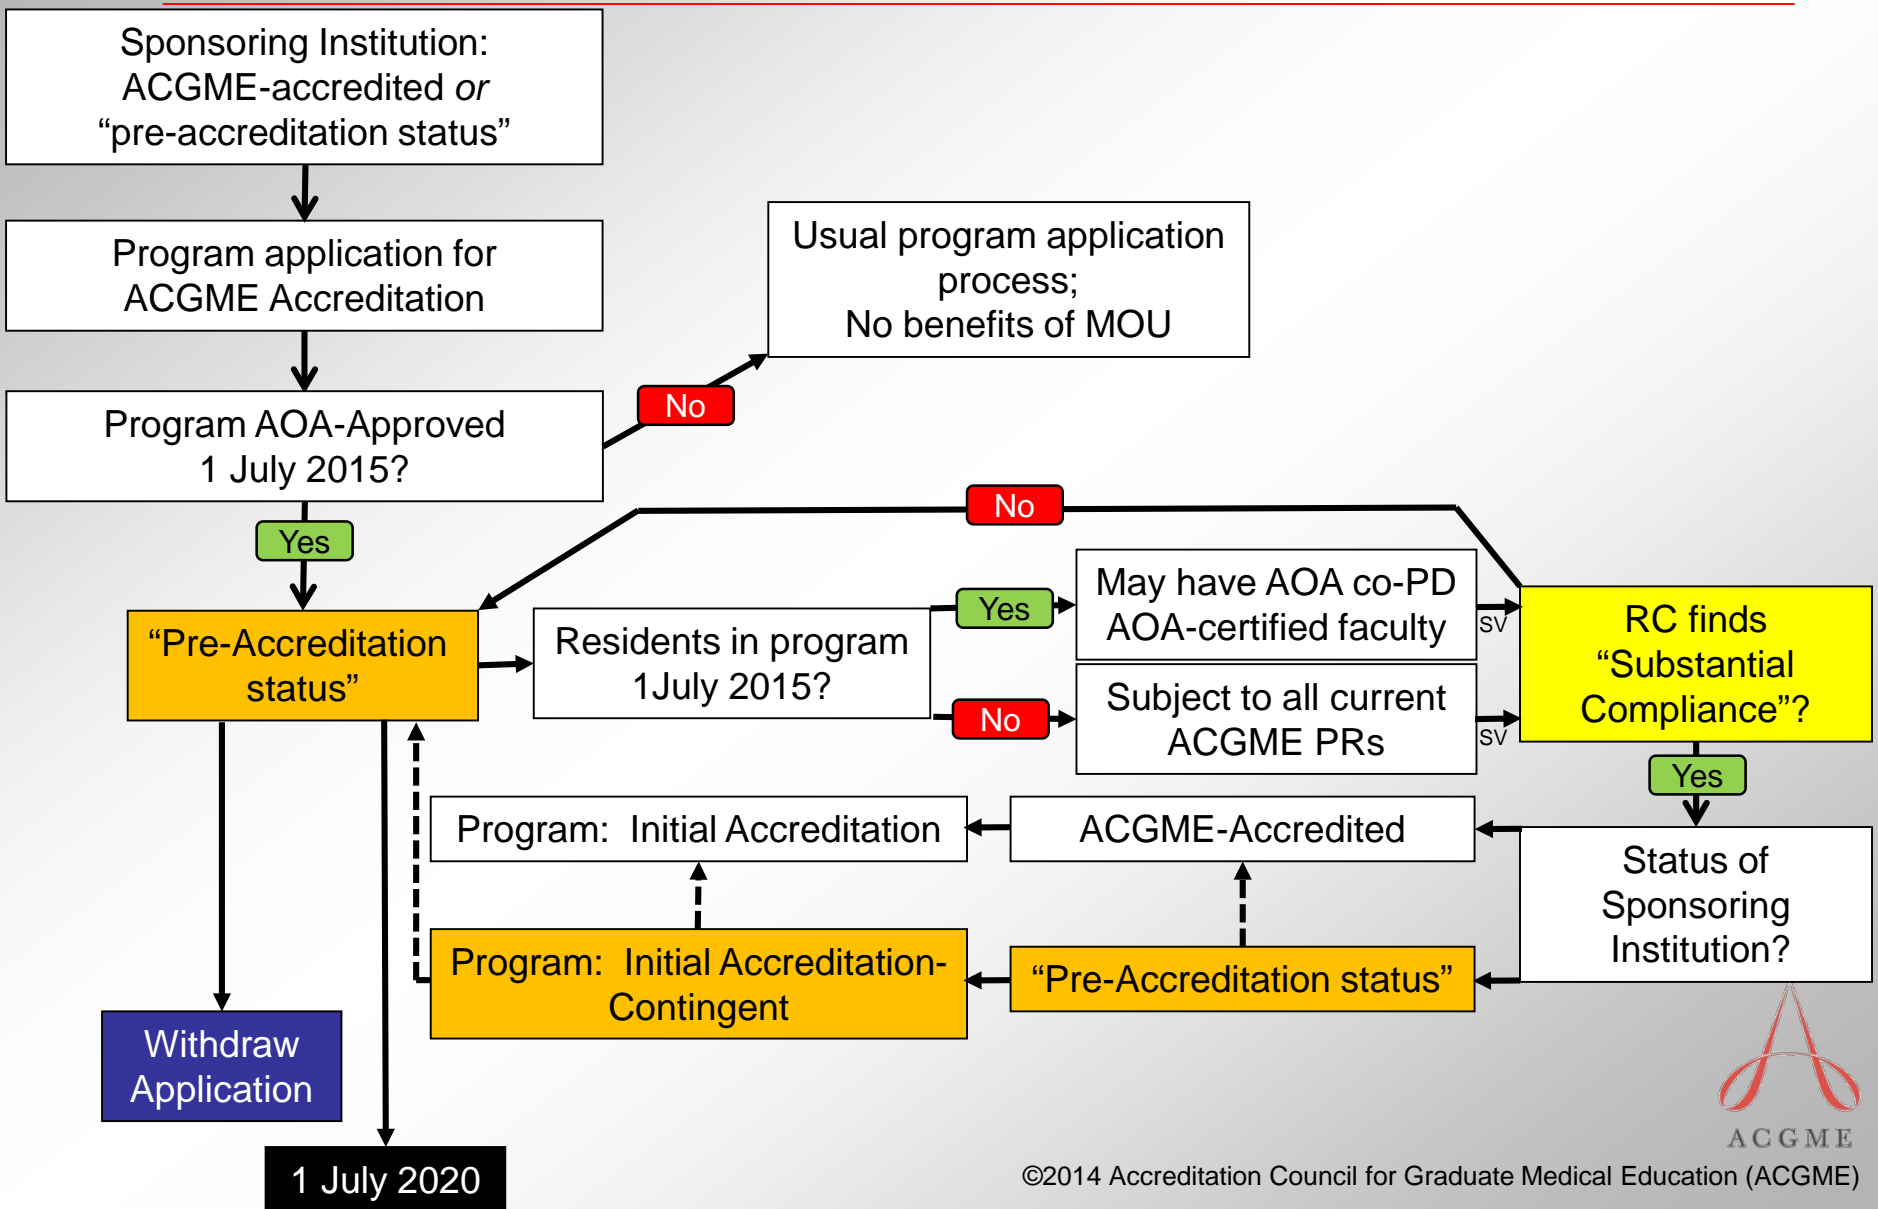 Sponsoring Institution:
ACGME-accredited or
“pre-accreditation status”
Program application for
ACGME Accreditation
Usual program application
process;
No benefits of MOU
No
Program AOA-Approved
1 July 2015?
Yes
No
“Pre-Accreditation
status”
Residents in program
1July 2015?
Yes
May have AOA co-PD
AOA-certified faculty
SV
No
Subject to all current
ACGME PRs
SV
RC finds
“Substantial
Compliance”?
Yes
Program:  Initial Accreditation
ACGME-Accredited
Status of
Sponsoring
Institution?
Program:  Initial Accreditation-
Contingent
“Pre-Accreditation status”
Withdraw
Application
1 July 2020
ACGME
©2014 Accreditation Council for Graduate Medical Education (ACGME)